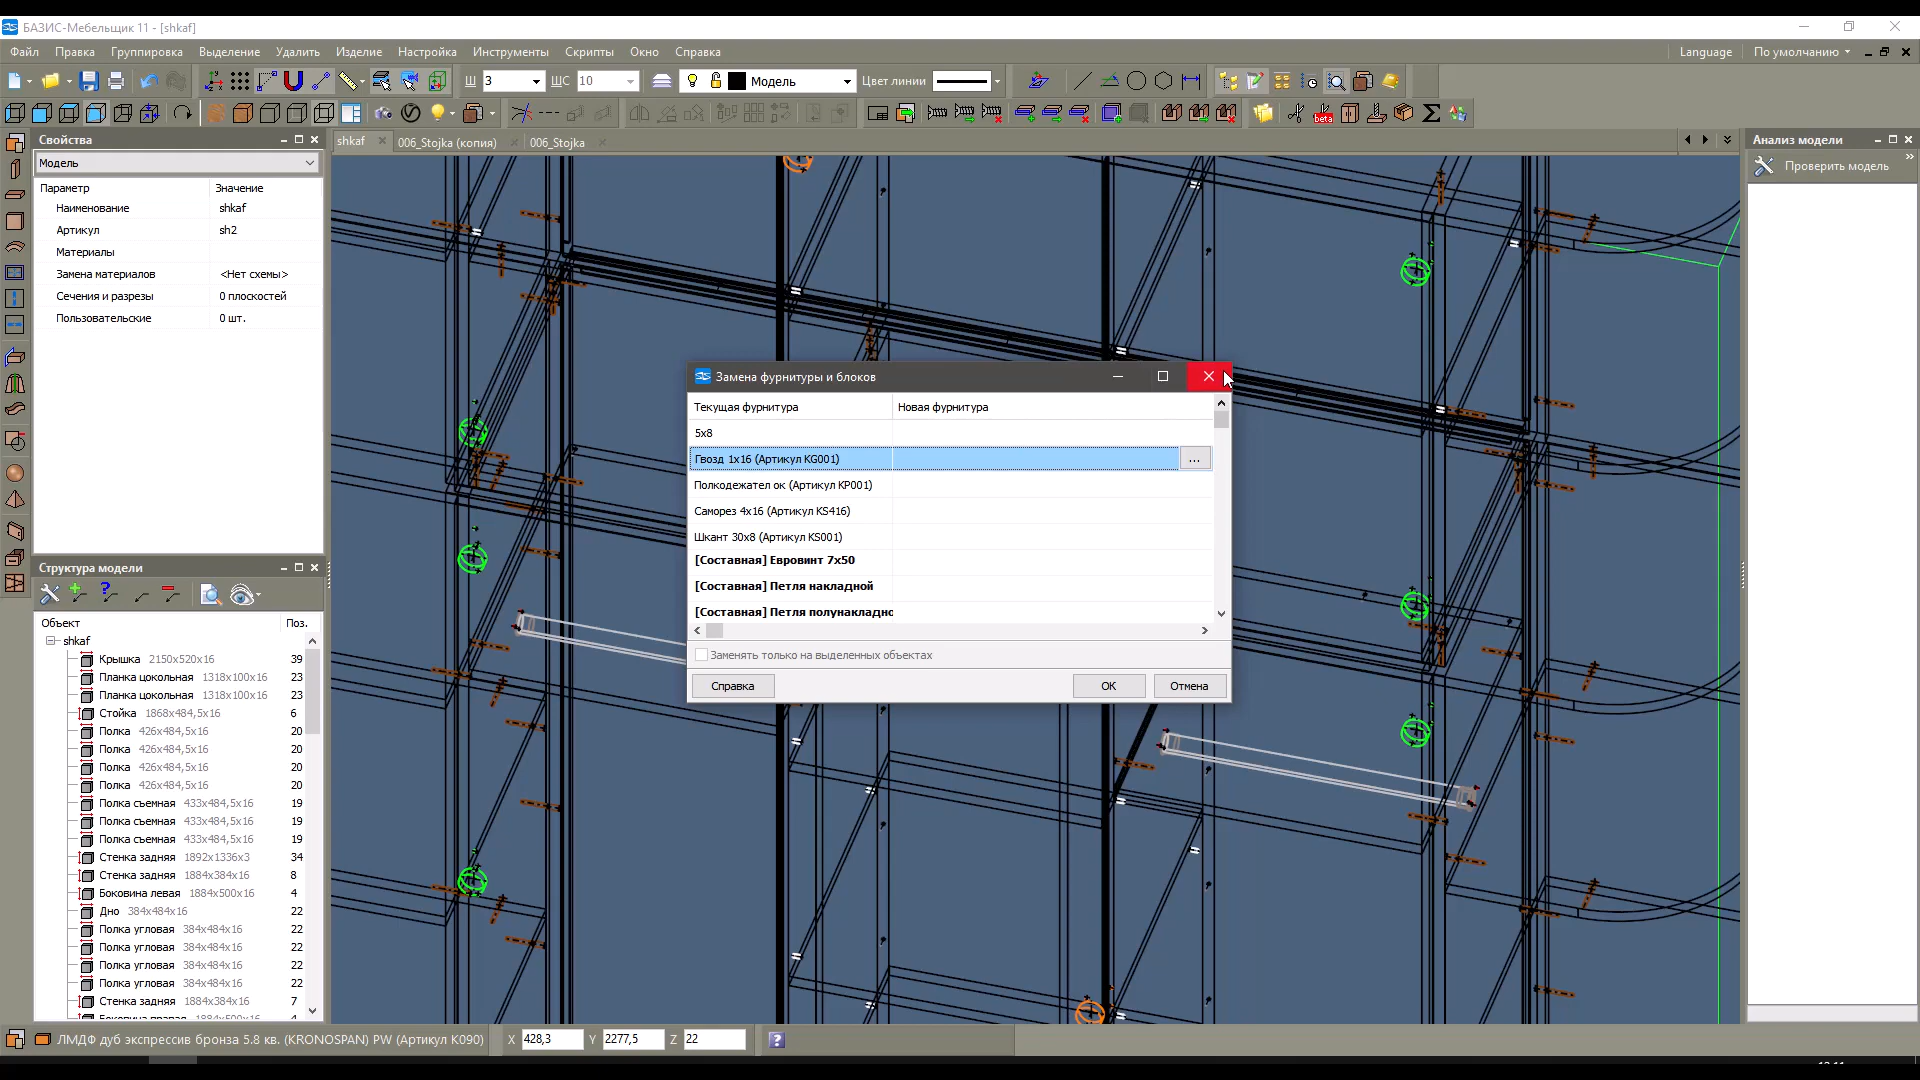 БАЗИС-Мебельщик 11 - [shkaf]
Файл Правка Группировка Выделение Удалить Изделие Настройка Инструменты Скрипты Окно Справка Language По умолчанию
Ш 3 ШС 10 Модель Цвет линии
beta
Свойства
Модель
Параметр Значение
Наименование shkaf
Артикул sh2
Материалы
Замена материалов <Нет схемы>
Сечения и разрезы 0 плоскостей
Пользовательские 0 шт.
Структура модели
Объект Поз.
shkaf
Крышка 2150x520x16 39
Планка цокольная 1318x100x16 23
Планка цокольная 1318x100x16 23
Стойка 1868x484,5x16 6
Полка 426x484,5x16 20
Полка 426x484,5x16 20
Полка 426x484,5x16 20
Полка 426x484,5x16 20
Полка съемная 433x484,5x16 19
Полка съемная 433x484,5x16 19
Полка съемная 433x484,5x16 19
Стенка задняя 1892x1336x3 34
Стенка задняя 1884x384x16 8
Боковина левая 1884x500x16 4
Дно 384x484x16 22
Полка угловая 384x484x16 22
Полка угловая 384x484x16 22
Полка угловая 384x484x16 22
Полка угловая 384x484x16 22
Стенка задняя 1884x384x16 7
shkaf 006_Stojka (копия) 006_Stojka
Замена фурнитуры и блоков
Текущая фурнитура Новая фурнитура
5x8
Гвозд 1x16 (Артикул KG001) ...
Полкодежател ок (Артикул KP001)
Саморез 4x16 (Артикул KS416)
Шкант 30x8 (Артикул KS001)
[Составная] Евровинт 7x50
[Составная] Петля накладной
[Составная] Петля полунакладно
Заменять только на выделенных объектах
Справка ОК Отмена
Анализ модели
Проверить модель
ЛМДФ дуб экспрессив бронза 5.8 кв. (KRONOSPAN) PW (Артикул K090) X 428,3 Y 2277,5 Z 22